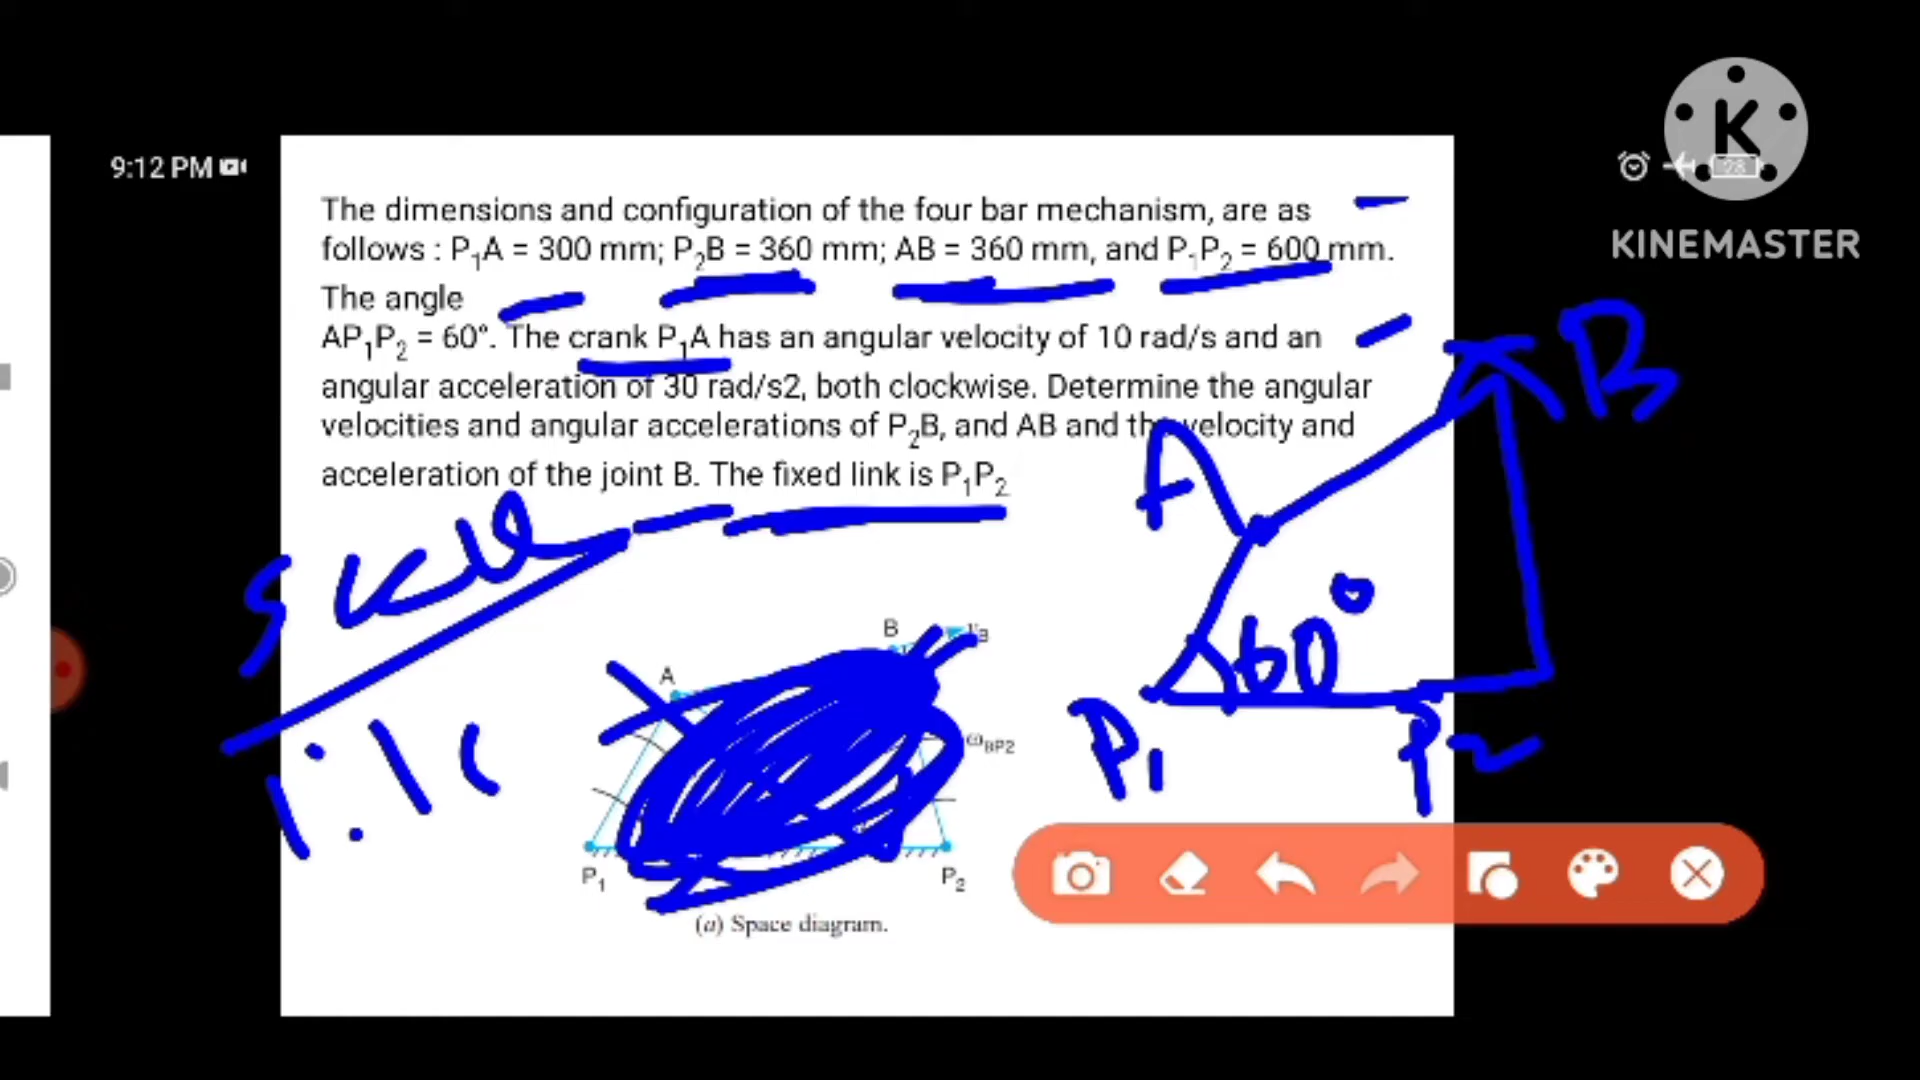 9:12 PM
28
K
KINEMASTER
The dimensions and configuration of the four bar mechanism, are as
follows : P₁A = 300 mm; P₂B = 360 mm; AB = 360 mm, and P₁P₂ = 600 mm.
The angle
AP₁P₂ = 60°. The crank P₁A has an angular velocity of 10 rad/s and an
angular acceleration of 30 rad/s2, both clockwise. Determine the angular
velocities and angular accelerations of P₂B, and AB and the velocity and
acceleration of the joint B. The fixed link is P₁P₂
B
A
60°
P₁
P2
B
A
ωBP2
P₁
P₂
(a) Space diagram.